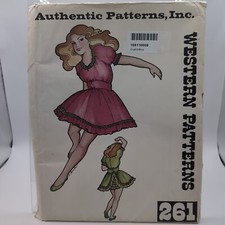 Authentic Patterns, Inc.
WESTERN PATTERNS
261